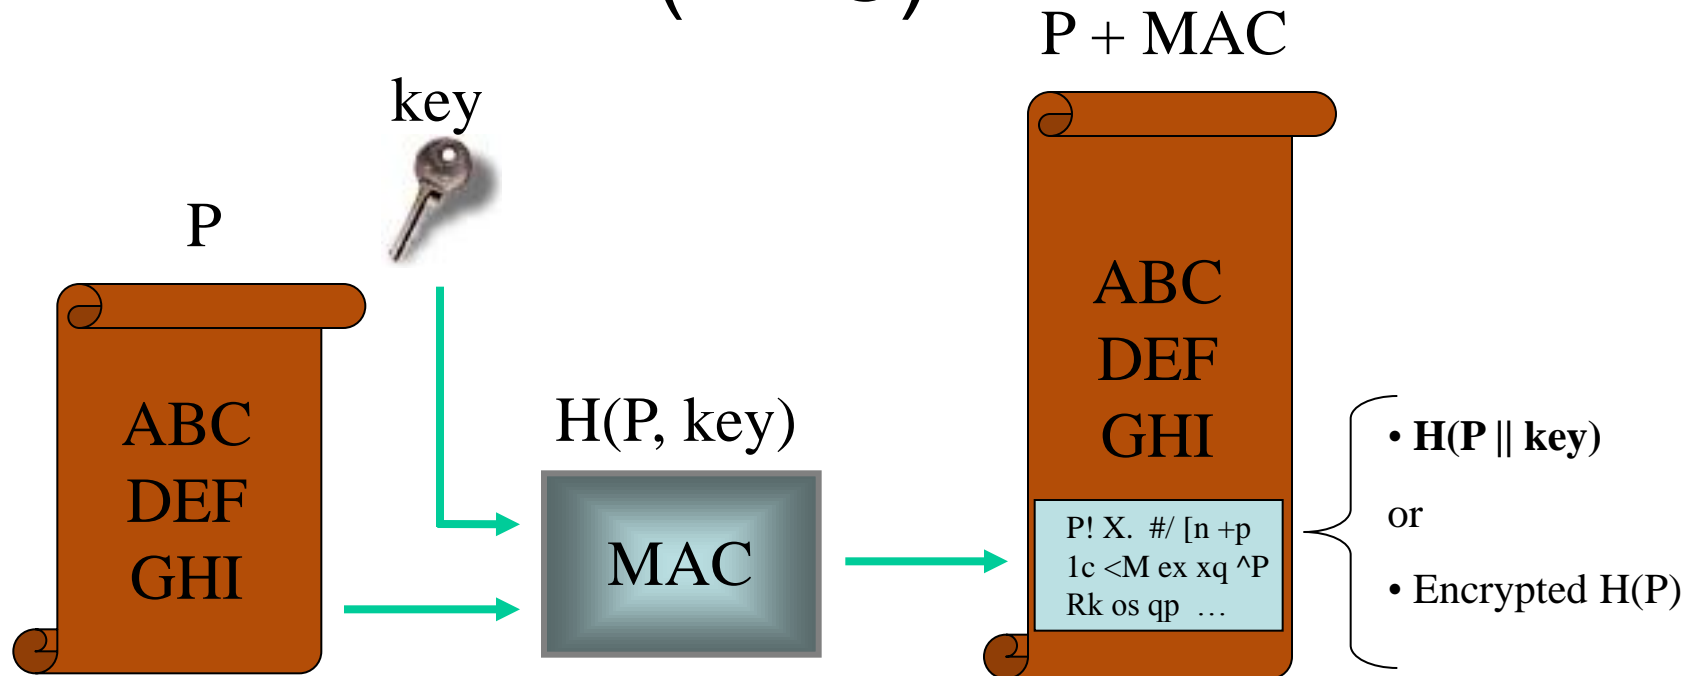 P + MAC
key
P
ABC
DEF
GHI
H(P, key)
MAC
ABC
DEF
GHI
P! X. #/ [n +p
1c <M ex xq ^P
Rk os qp …
• H(P || key)
or
• Encrypted H(P)